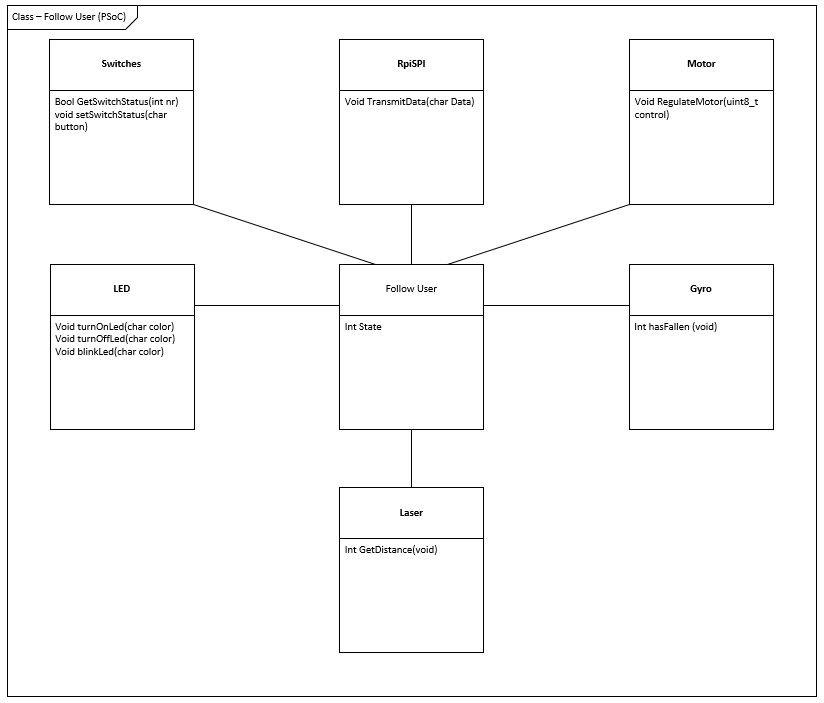 Class – Follow User (PSoC)
Switches
Bool GetSwitchStatus(int nr)
void setSwitchStatus(char
button)
RpiSPI
Void TransmitData(char Data)
Motor
Void RegulateMotor(uint8_t
control)
LED
Void turnOnLed(char color)
Void turnOffLed(char color)
Void blinkLed(char color)
Follow User
Int State
Gyro
Int hasFallen (void)
Laser
Int GetDistance(void)